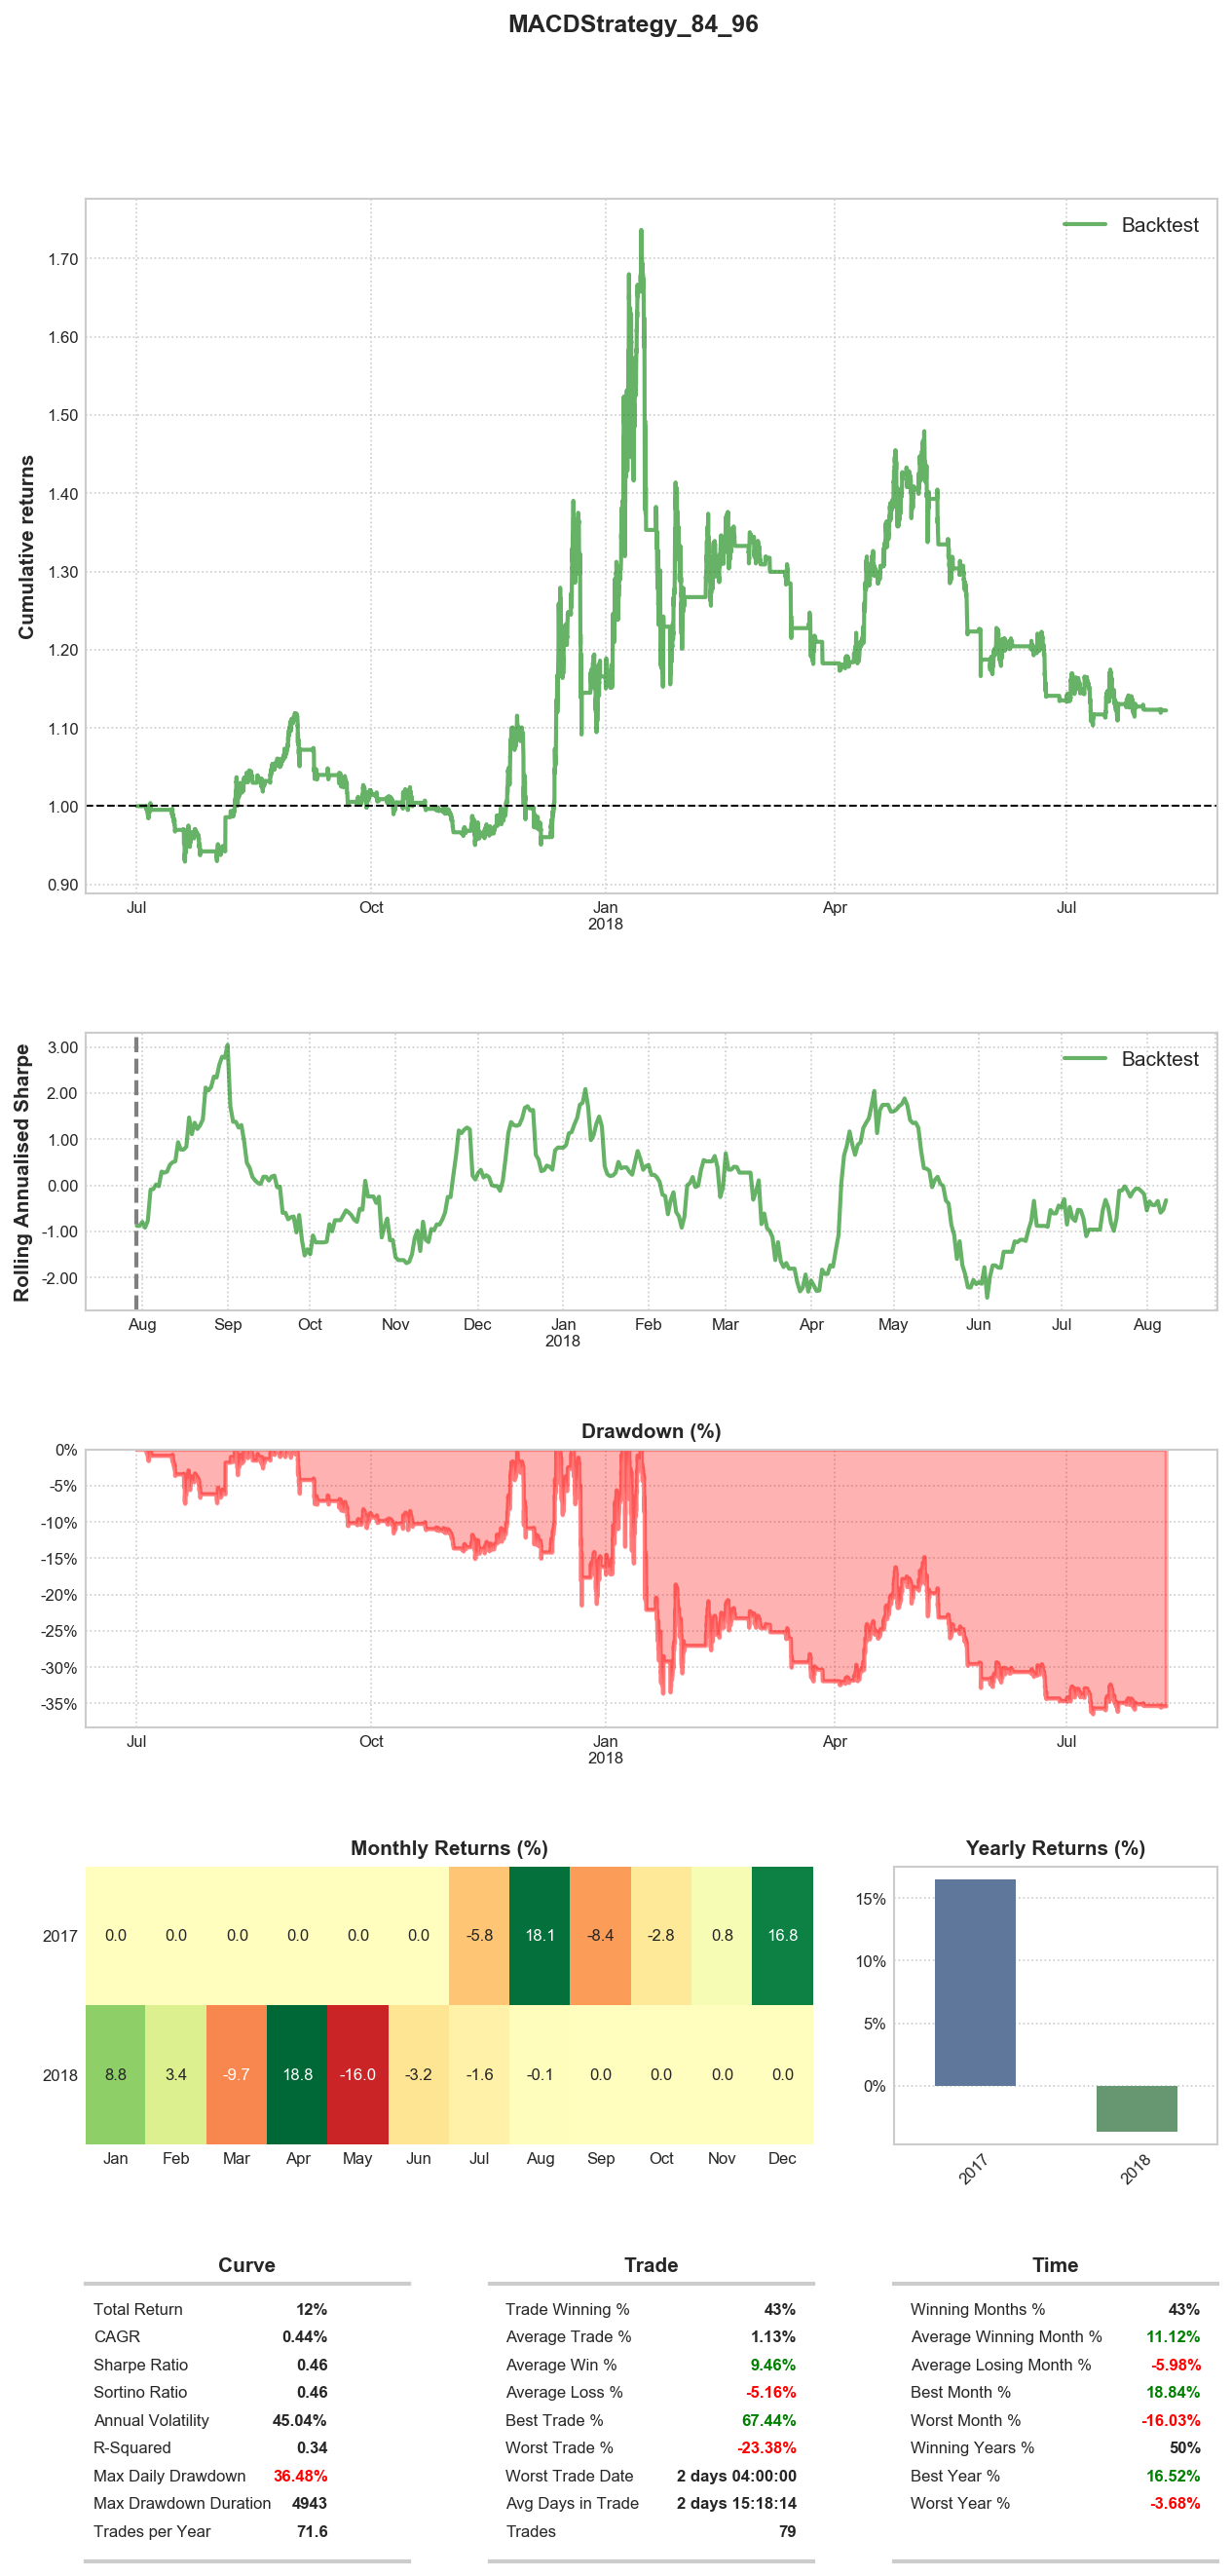 MACDStrategy_84_96
Cumulative returns
Backtest
1.70
1.60
1.50
1.40
1.30
1.20
1.10
1.00
0.90
Jul Oct Jan Apr Jul
2018
Rolling Annualised Sharpe
Backtest
3.00
2.00
1.00
0.00
-1.00
-2.00
Aug Sep Oct Nov Dec Jan Feb Mar Apr May Jun Jul Aug
2018
Drawdown (%)
0%
-5%
-10%
-15%
-20%
-25%
-30%
-35%
Jul Oct Jan Apr Jul
2018
Monthly Returns (%)
2017 0.0 0.0 0.0 0.0 0.0 0.0 -5.8 18.1 -8.4 -2.8 0.8 16.8
2018 8.8 3.4 -9.7 18.8 -16.0 -3.2 -1.6 -0.1 0.0 0.0 0.0 0.0
Jan Feb Mar Apr May Jun Jul Aug Sep Oct Nov Dec
Yearly Returns (%)
15%
10%
5%
0%
2017 2018
Curve
Total Return 12%
CAGR 0.44%
Sharpe Ratio 0.46
Sortino Ratio 0.46
Annual Volatility 45.04%
R-Squared 0.34
Max Daily Drawdown 36.48%
Max Drawdown Duration 4943
Trades per Year 71.6
Trade
Trade Winning % 43%
Average Trade % 1.13%
Average Win % 9.46%
Average Loss % -5.16%
Best Trade % 67.44%
Worst Trade % -23.38%
Worst Trade Date 2 days 04:00:00
Avg Days in Trade 2 days 15:18:14
Trades 79
Time
Winning Months % 43%
Average Winning Month % 11.12%
Average Losing Month % -5.98%
Best Month % 18.84%
Worst Month % -16.03%
Winning Years % 50%
Best Year % 16.52%
Worst Year % -3.68%